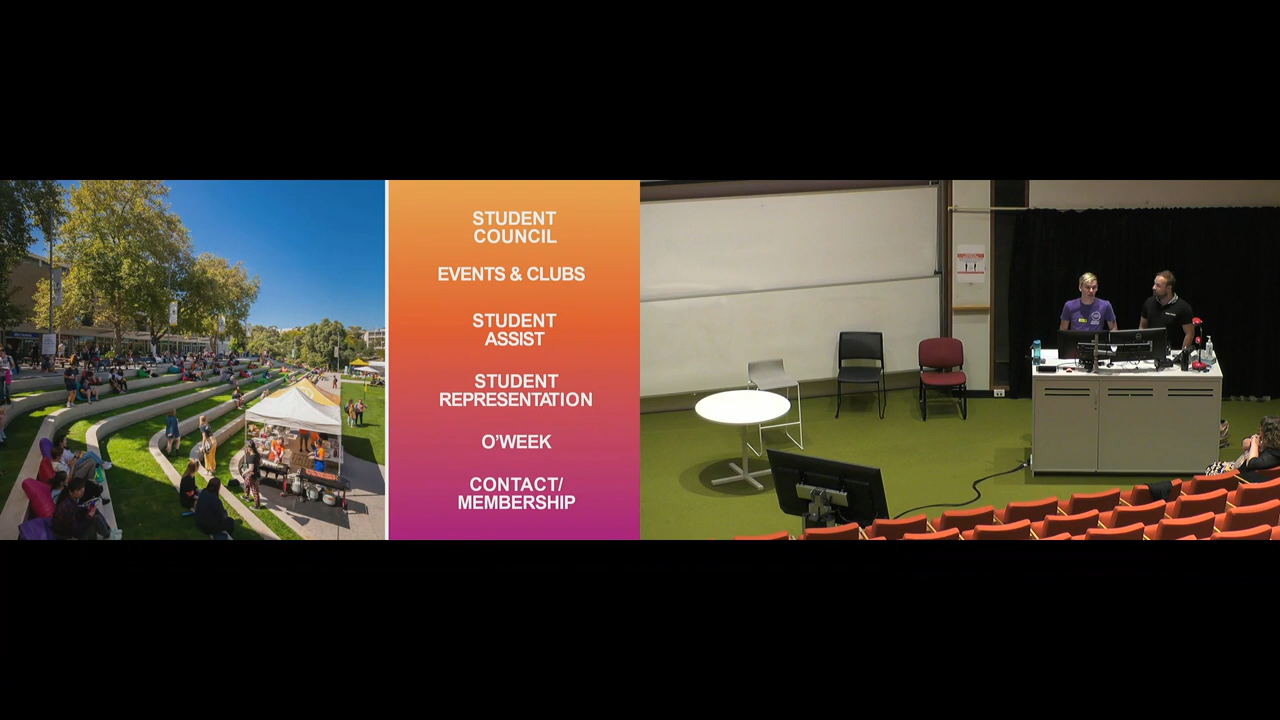 STUDENT
COUNCIL
EVENTS & CLUBS
STUDENT
ASSIST
STUDENT
REPRESENTATION
O'WEEK
CONTACT/
MEMBERSHIP